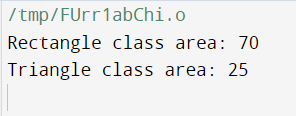 /tmp/FUrr1abChi.o
Rectangle class area: 70
Triangle class area: 25